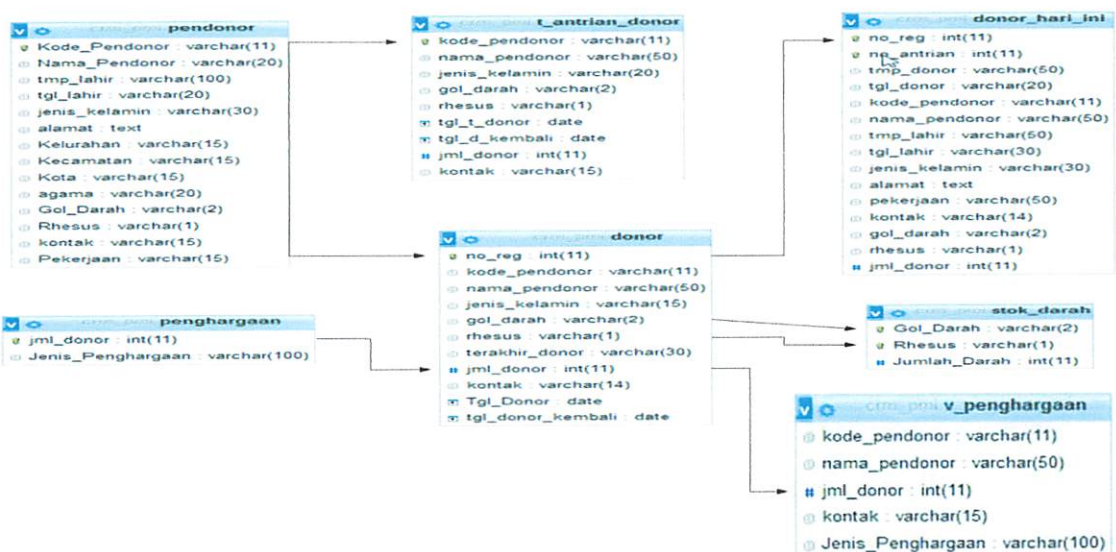 pendonor
Kode_Pendonor : varchar(11)
Nama_Pendonor : varchar(20)
tmp_lahir : varchar(100)
tgl_lahir : varchar(20)
jenis_kelamin : varchar(30)
alamat : text
Kelurahan : varchar(15)
Kecamatan : varchar(15)
Kota : varchar(15)
agama : varchar(20)
Gol_Darah : varchar(2)
Rhesus : varchar(1)
kontak : varchar(15)
Pekerjaan : varchar(15)
t_antrian_donor
kode_pendonor : varchar(11)
nama_pendonor : varchar(50)
jenis_kelamin : varchar(20)
gol_darah : varchar(2)
rhesus : varchar(1)
tgl_t_donor : date
tgl_d_kembali : date
jml_donor : int(11)
kontak : varchar(15)
donor_hari_ini
no_reg : int(11)
no_antrian : int(11)
tmp_donor : varchar(50)
tgl_donor : varchar(20)
kode_pendonor : varchar(11)
nama_pendonor : varchar(50)
tmp_lahir : varchar(50)
tgl_lahir : varchar(30)
jenis_kelamin : varchar(30)
alamat : text
pekerjaan : varchar(50)
kontak : varchar(14)
gol_darah : varchar(2)
rhesus : varchar(1)
jml_donor : int(11)
penghargaan
jml_donor : int(11)
Jenis_Penghargaan : varchar(100)
donor
no_reg : int(11)
kode_pendonor : varchar(11)
nama_pendonor : varchar(50)
jenis_kelamin : varchar(15)
gol_darah : varchar(2)
rhesus : varchar(1)
terakhir_donor : varchar(30)
jml_donor : int(11)
kontak : varchar(14)
Tgl_Donor : date
tgl_donor_kembali : date
stok_darah
Gol_Darah : varchar(2)
Rhesus : varchar(1)
Jumlah_Darah : int(11)
v_penghargaan
kode_pendonor : varchar(11)
nama_pendonor : varchar(50)
jml_donor : int(11)
kontak : varchar(15)
Jenis_Penghargaan : varchar(100)